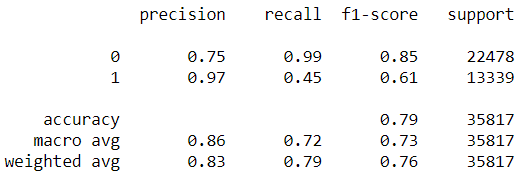 precision recall f1-score support
0 0.75 0.99 0.85 22478
1 0.97 0.45 0.61 13339
accuracy 0.79 35817
macro avg 0.86 0.72 0.73 35817
weighted avg 0.83 0.79 0.76 35817